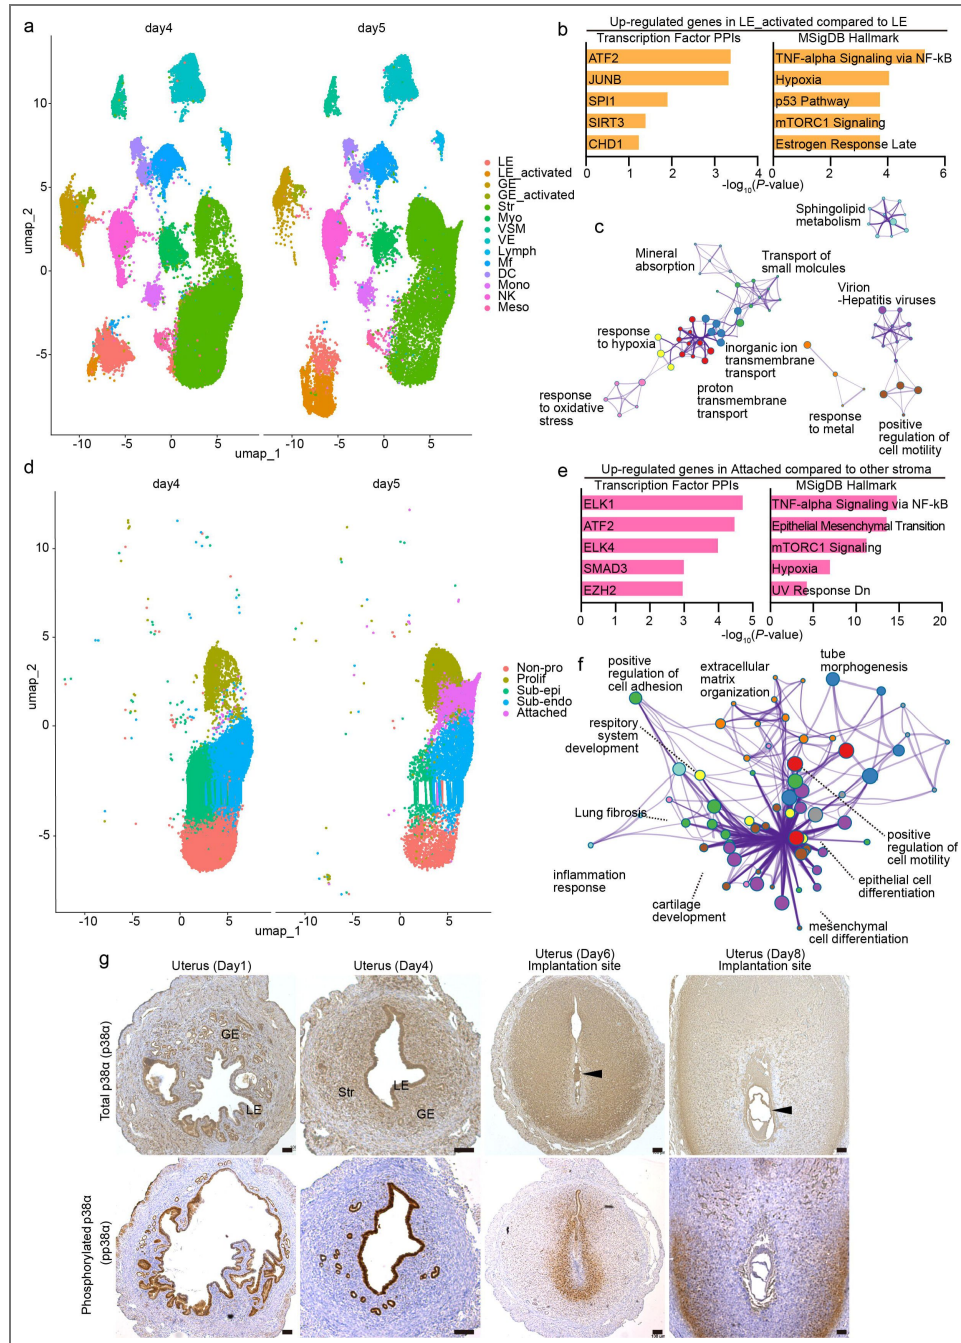 a
day4
day5
10
5
0
-5
umap_2
-10
-5
0
5
-10
-5
0
5
umap_1
LE
LE_activated
GE
GE_activated
Str
Myo
VSM
VE
Lymph
Mf
DC
Mono
NK
Meso
b
Up-regulated genes in LE_activated compared to LE
Transcription Factor PPIs
MSigDB Hallmark
ATF2
JUNB
SPI1
SIRT3
CHD1
TNF-alpha Signaling via NF-kB
Hypoxia
p53 Pathway
mTORC1 Signaling
Estrogen Response Late
0 1 2 3 4
0 2 4 6
-log10(P-value)
c
Sphingolipid
metabolism
Mineral
absorption
Transport of
small molcules
Virion
-Hepatitis viruses
response
to hypoxia
inorganic ion
transmembrane
transport
proton
transmembrane
transport
response
to oxidative
stress
response
to metal
positive
regulation of
cell motility
d
day4
day5
10
5
0
-5
umap_2
-10
-5
0
5
-10
-5
0
5
umap_1
Non-pro
Prolif
Sub-epi
Sub-endo
Attached
e
Up-regulated genes in Attached compared to other stroma
Transcription Factor PPIs
MSigDB Hallmark
ELK1
ATF2
ELK4
SMAD3
EZH2
TNF-alpha Signaling via NF-kB
Epithelial Mesenchymal Transition
mTORC1 Signaling
Hypoxia
UV Response Dn
0 1 2 3 4 5
0 5 10 15 20
-log10(P-value)
f
positive
regulation of
cell adhesion
extracellular
matrix
organization
tube
morphogenesis
respitory
system
development
Lung fibrosis
inflammation
response
cartilage
development
positive
regulation of
cell motility
epithelial cell
differentiation
mesenchymal
cell differentiation
g
Uterus (Day1)
Uterus (Day4)
Uterus (Day6)
Implantation site
Uterus (Day8)
Implantation site
Total p38α (p38α)
GE
LE
Str
LE
GE
Phosphorylated p38α
(pp38α)